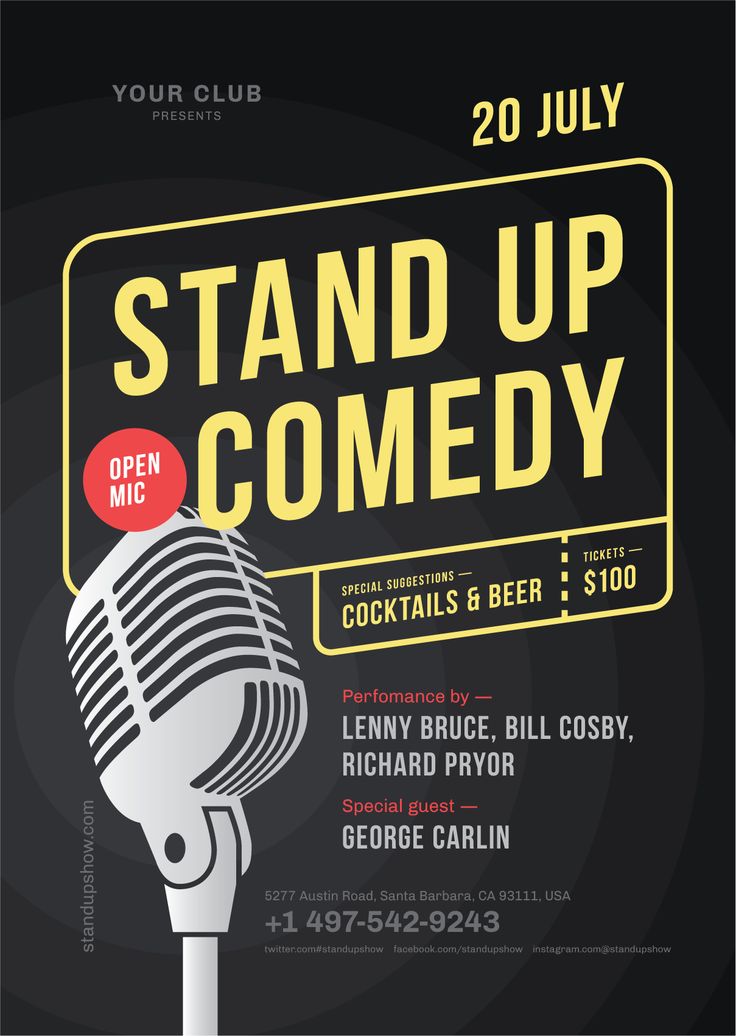 YOUR CLUB
PRESENTS
20 JULY
STAND UP
COMEDY
OPEN
MIC
SPECIAL SUGGESTIONS —
COCKTAILS & BEER
TICKETS —
$100
Perfomance by —
LENNY BRUCE, BILL COSBY,
RICHARD PRYOR
Special guest —
GEORGE CARLIN
standupshow.com
5277 Austin Road, Santa Barbara, CA 93111, USA
+1 497-542-9243
twitter.com#standupshow facebook.com/standupshow instagram.com@standupshow